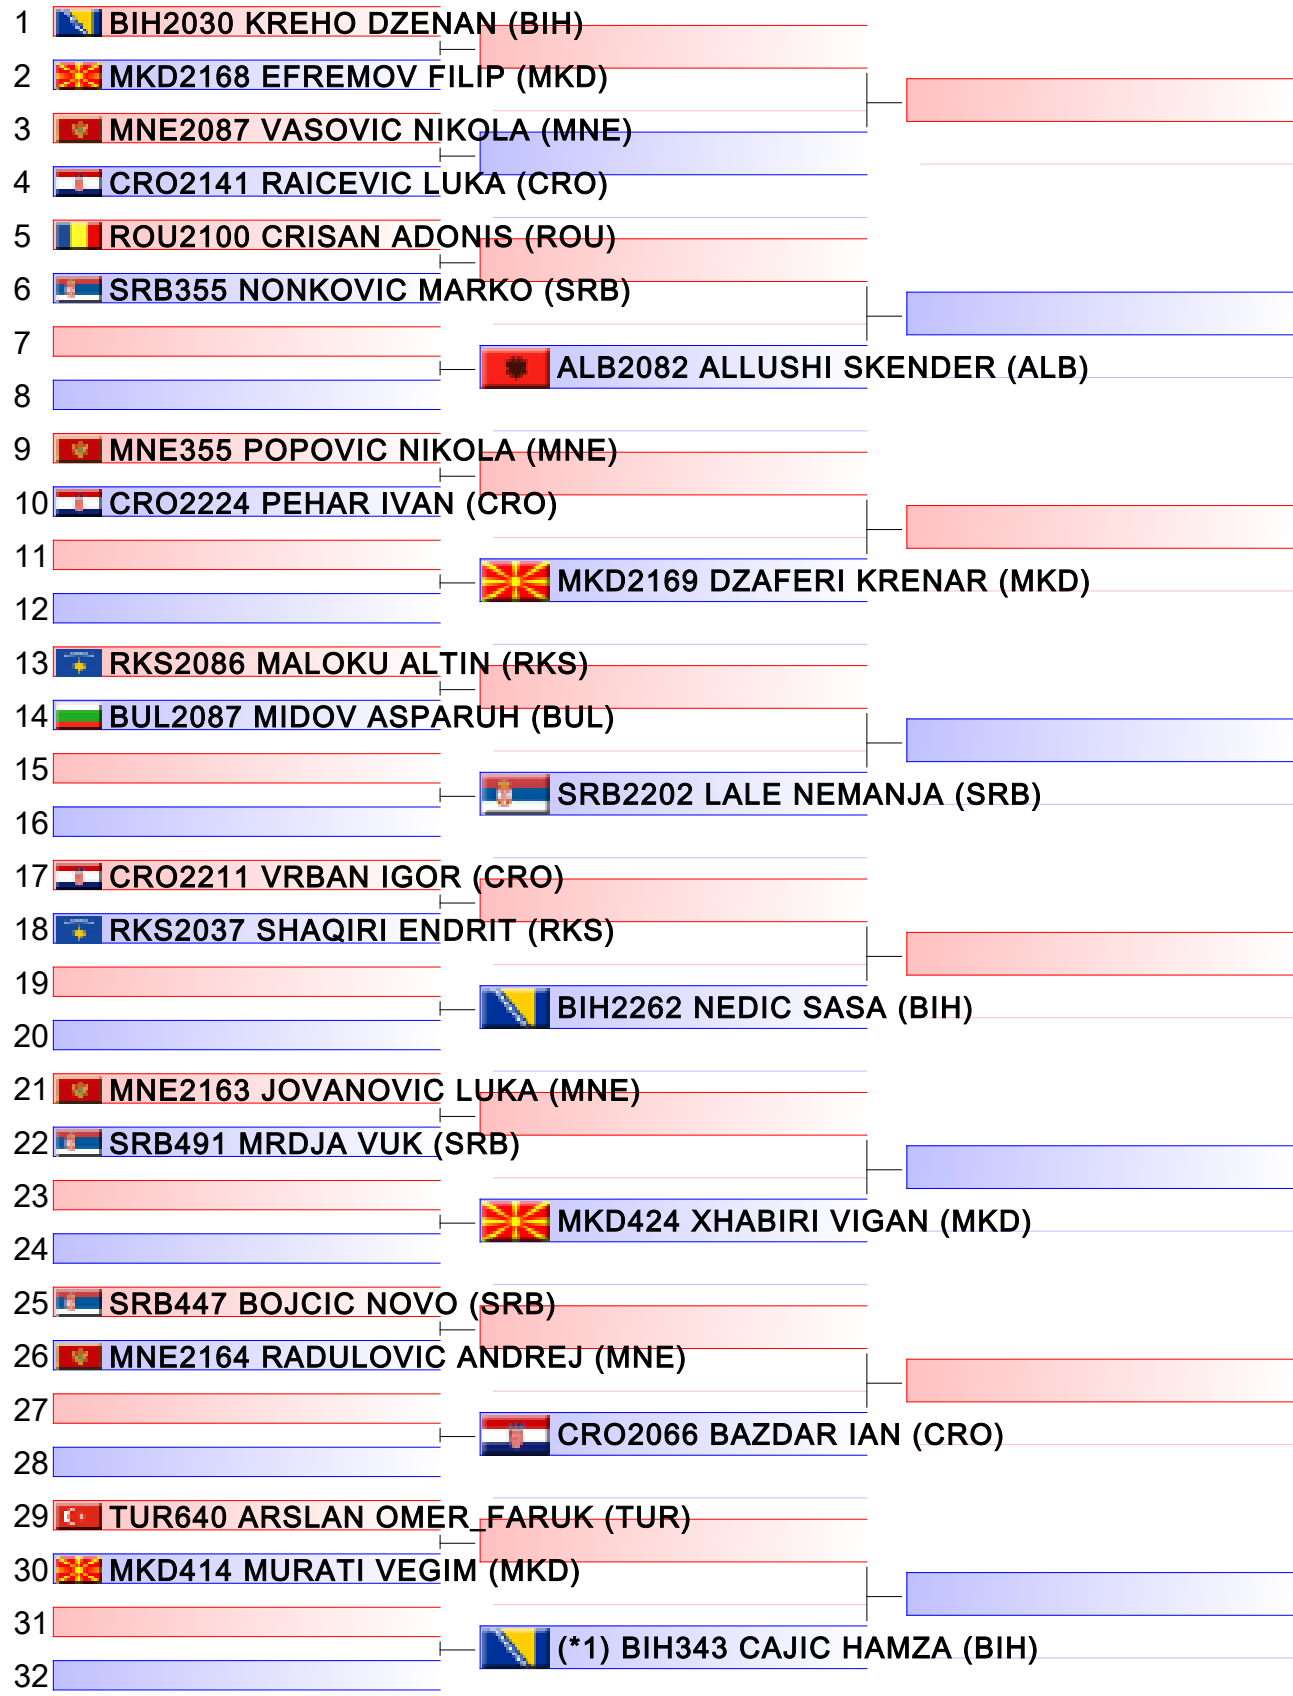 1 BIH2030 KREHO DZENAN (BIH)
2 MKD2168 EFREMOV FILIP (MKD)
3 MNE2087 VASOVIC NIKOLA (MNE)
4 CRO2141 RAICEVIC LUKA (CRO)
5 ROU2100 CRISAN ADONIS (ROU)
6 SRB355 NONKOVIC MARKO (SRB)
7
ALB2082 ALLUSHI SKENDER (ALB)
8
9 MNE355 POPOVIC NIKOLA (MNE)
10 CRO2224 PEHAR IVAN (CRO)
11
MKD2169 DZAFERI KRENAR (MKD)
12
13 RKS2086 MALOKU ALTIN (RKS)
14 BUL2087 MIDOV ASPARUH (BUL)
15
SRB2202 LALE NEMANJA (SRB)
16
17 CRO2211 VRBAN IGOR (CRO)
18 RKS2037 SHAQIRI ENDRIT (RKS)
19
BIH2262 NEDIC SASA (BIH)
20
21 MNE2163 JOVANOVIC LUKA (MNE)
22 SRB491 MRDJA VUK (SRB)
23
MKD424 XHABIRI VIGAN (MKD)
24
25 SRB447 BOJCIC NOVO (SRB)
26 MNE2164 RADULOVIC ANDREJ (MNE)
27
CRO2066 BAZDAR IAN (CRO)
28
29 TUR640 ARSLAN OMER_FARUK (TUR)
30 MKD414 MURATI VEGIM (MKD)
31
(*1) BIH343 CAJIC HAMZA (BIH)
32